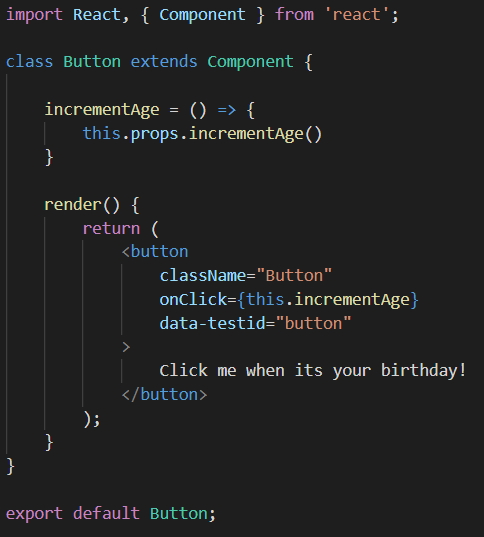 import React, { Component } from 'react';
class Button extends Component {
incrementAge = () => {
this.props.incrementAge()
}
render() {
return (
<button
className="Button"
onClick={this.incrementAge}
data-testid="button"
>
Click me when its your birthday!
</button>
);
}
}
export default Button;